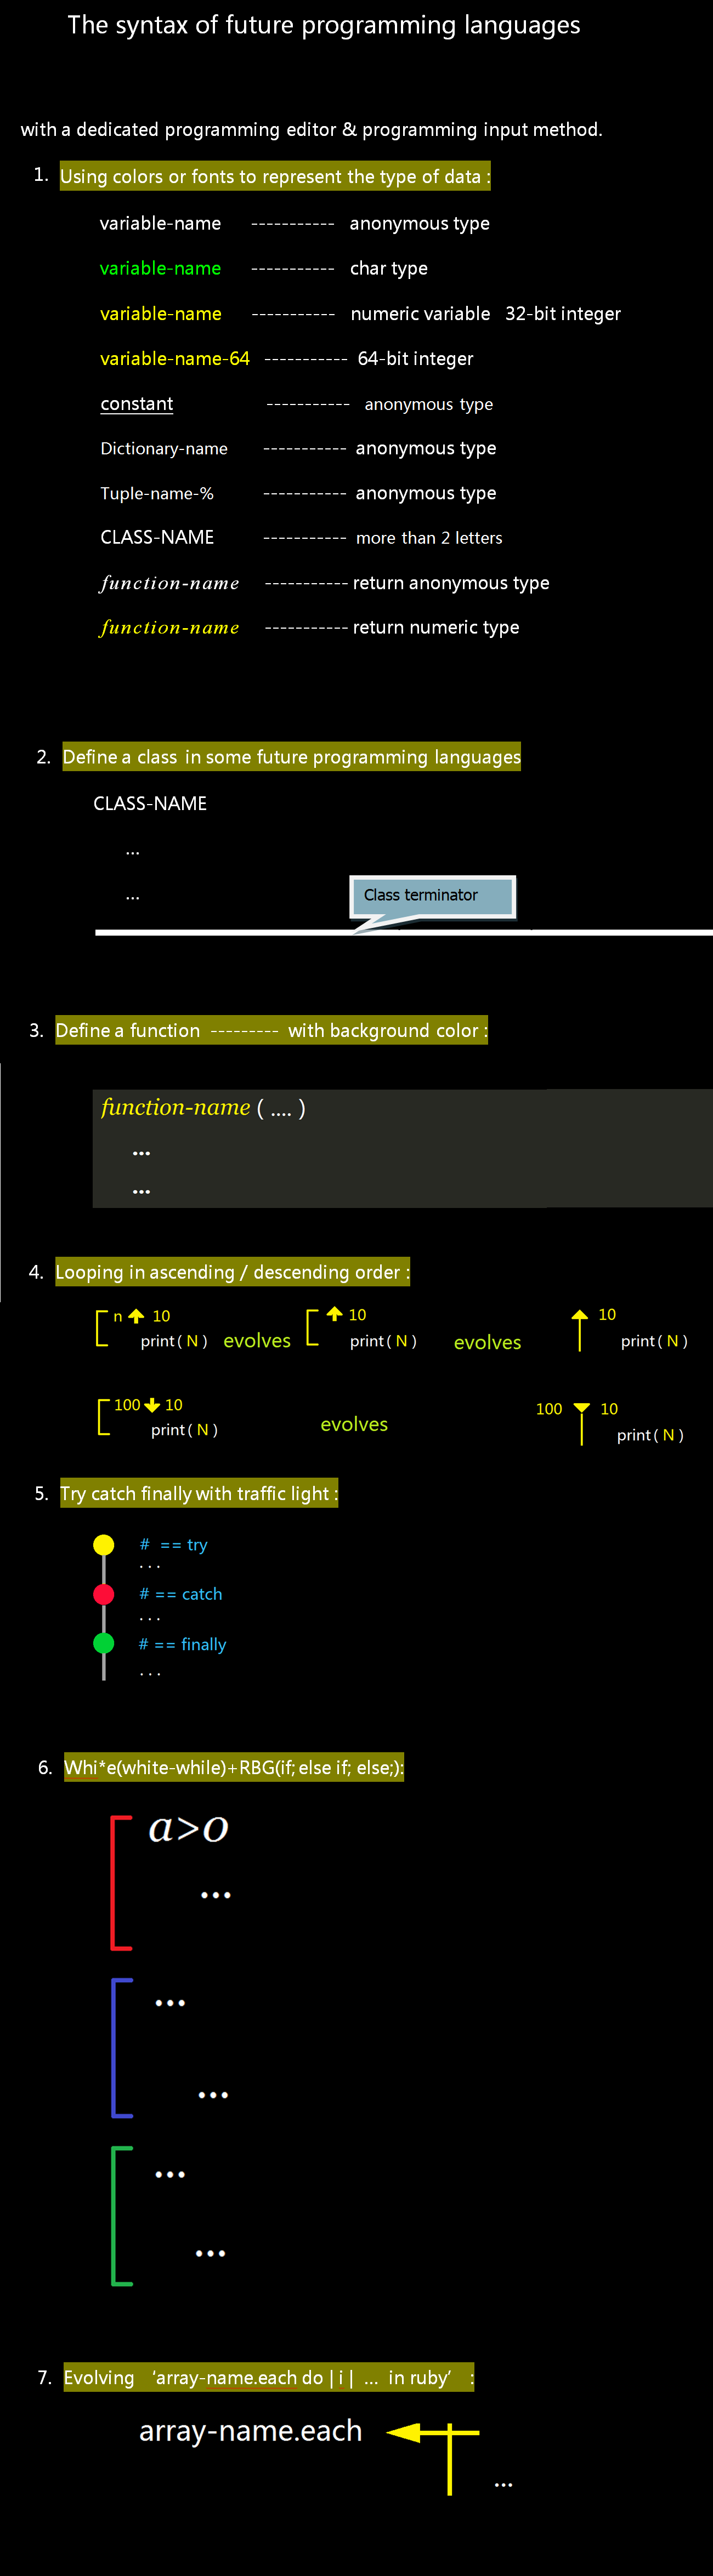 The syntax of future programming languages
with a dedicated programming editor & programming input method.
1. Using colors or fonts to represent the type of data :
variable-name ----------- anonymous type
variable-name ----------- char type
variable-name ----------- numeric variable 32-bit integer
variable-name-64 ----------- 64-bit integer
constant ----------- anonymous type
Dictionary-name ----------- anonymous type
Tuple-name-% ----------- anonymous type
CLASS-NAME ----------- more than 2 letters
function-name ----------- return anonymous type
function-name ----------- return numeric type
2. Define a class in some future programming languages
CLASS-NAME
...
...
Class terminator
3. Define a function --------- with background color :
function-name ( .... )
...
...
4. Looping in ascending / descending order :
n 10 10 10
print( N ) evolves print( N ) evolves print( N )
100 10 100 10
print( N ) evolves print( N )
5. Try catch finally with traffic light :
# == try
. . .
# == catch
. . .
# == finally
. . .
6. Whi*e(white-while)+RBG(if; else if; else;):
a>0
...
...
...
...
...
7. Evolving ‘array-name.each do | i | ... in ruby’ :
array-name.each
...